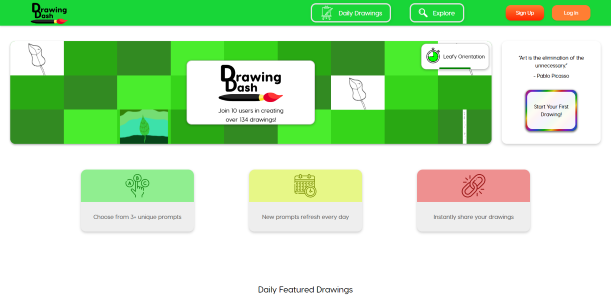 Drawing
Dash
Daily Drawings
Explore
Sign Up
Log In
Leafy Orientation
Drawing
Dash
Join 10 users in creating
over 134 drawings!
"Art is the elimination of the
unnecessary."
- Pablo Picasso
Start Your First
Drawing!
A B C
Choose from 3+ unique prompts
New prompts refresh every day
Instantly share your drawings
Daily Featured Drawings